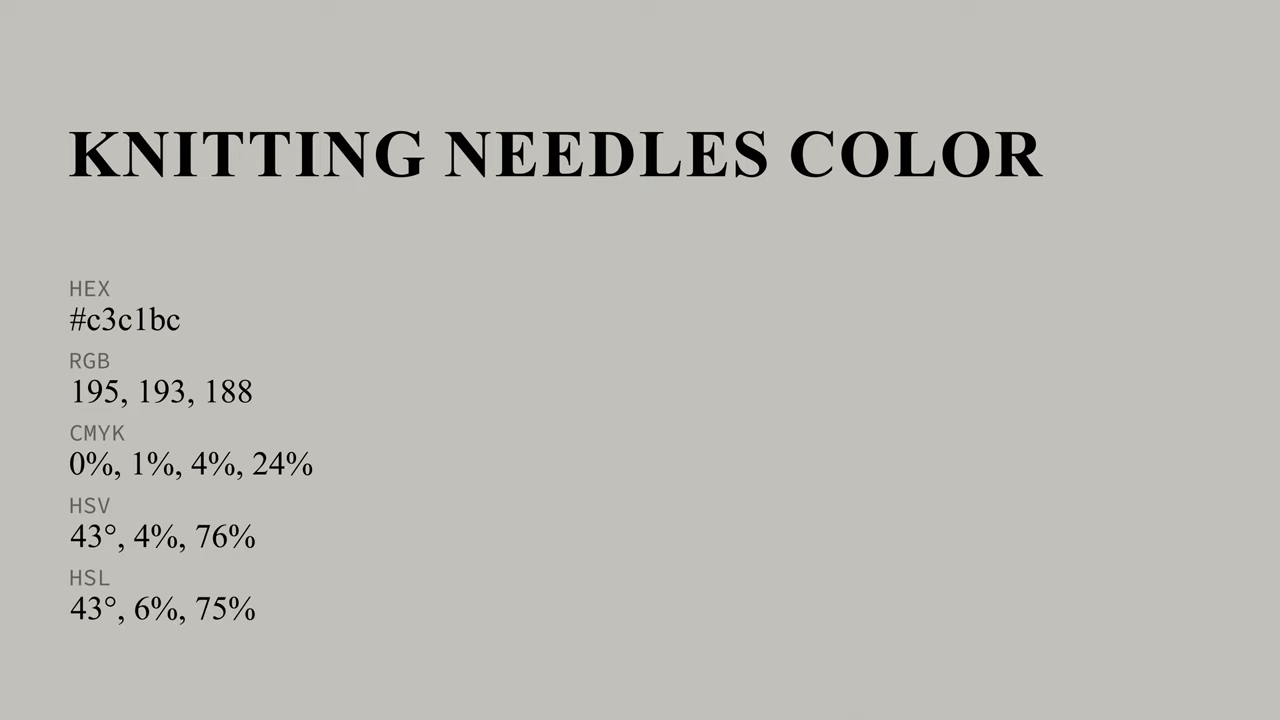 KNITTING NEEDLES COLOR
HEX
#c3c1bc
RGB
195, 193, 188
CMYK
0%, 1%, 4%, 24%
HSV
43°, 4%, 76%
HSL
43°, 6%, 75%